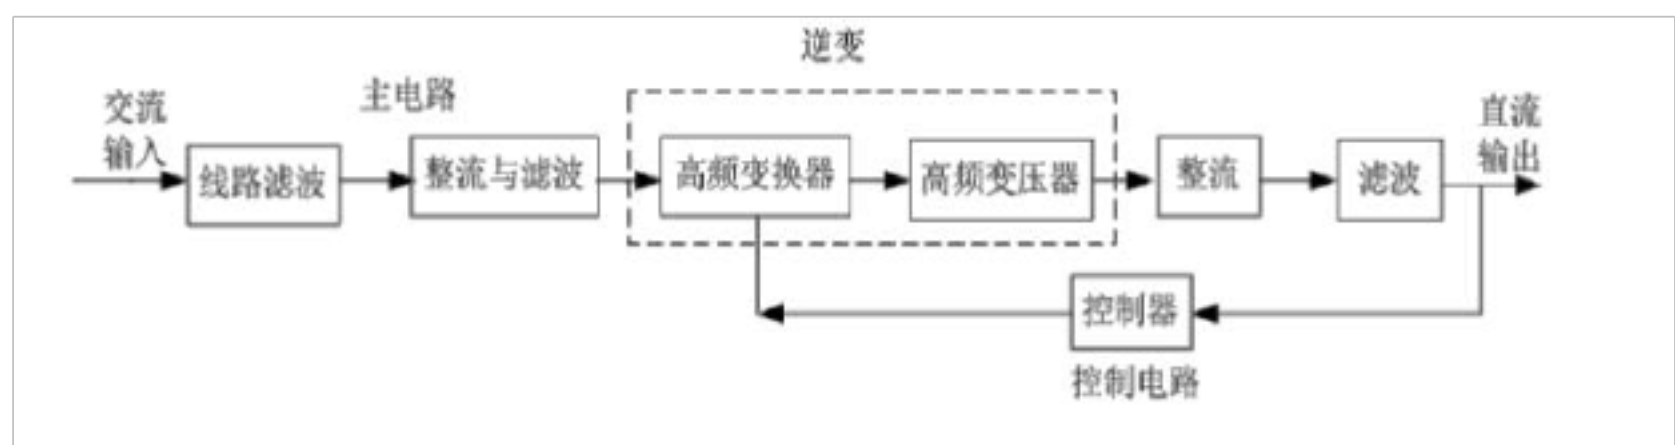 逆变
主电路
交流
输入
线路滤波
整流与滤波
高频变换器
高频变压器
整流
滤波
直流
输出
控制器
控制电路